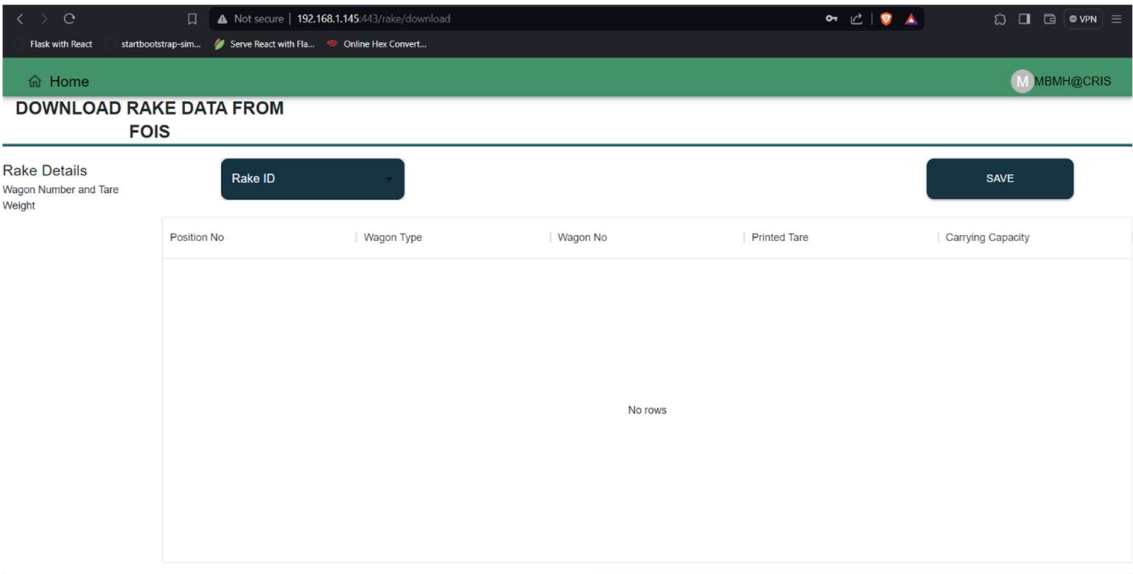 Not secure | 192.168.1.145:443/rake/download
VPN
Flask with React startbootstrap-sim... Serve React with Fla... Online Hex Convert...
Home
M MBMH@CRIS
DOWNLOAD RAKE DATA FROM
FOIS
Rake Details
Wagon Number and Tare
Weight
Rake ID
SAVE
Position No Wagon Type Wagon No Printed Tare Carrying Capacity
No rows